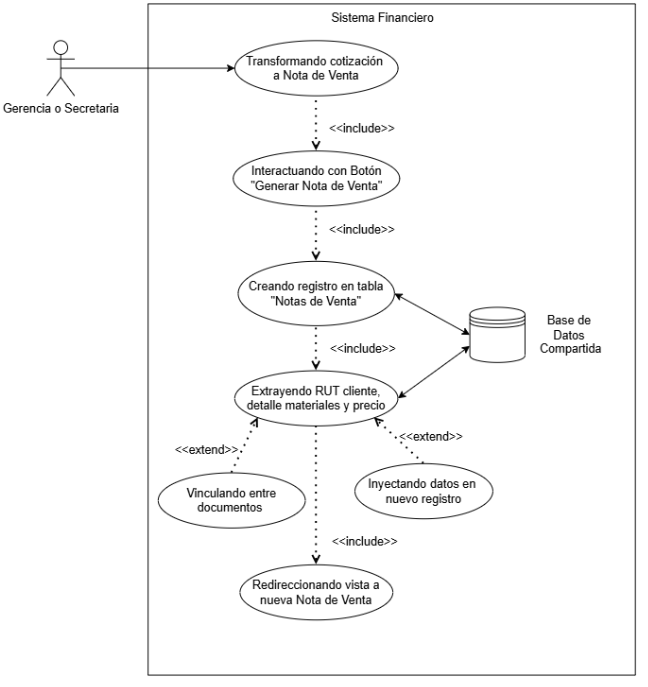 Sistema Financiero
Gerencia o Secretaria
Transformando cotización
a Nota de Venta
<<include>>
Interactuando con Botón
"Generar Nota de Venta"
<<include>>
Creando registro en tabla
"Notas de Venta"
Base de
Datos
Compartida
<<include>>
Extrayendo RUT cliente,
detalle materiales y precio
<<extend>>
<<extend>>
Vinculando entre
documentos
Inyectando datos en
nuevo registro
<<include>>
Redireccionando vista a
nueva Nota de Venta